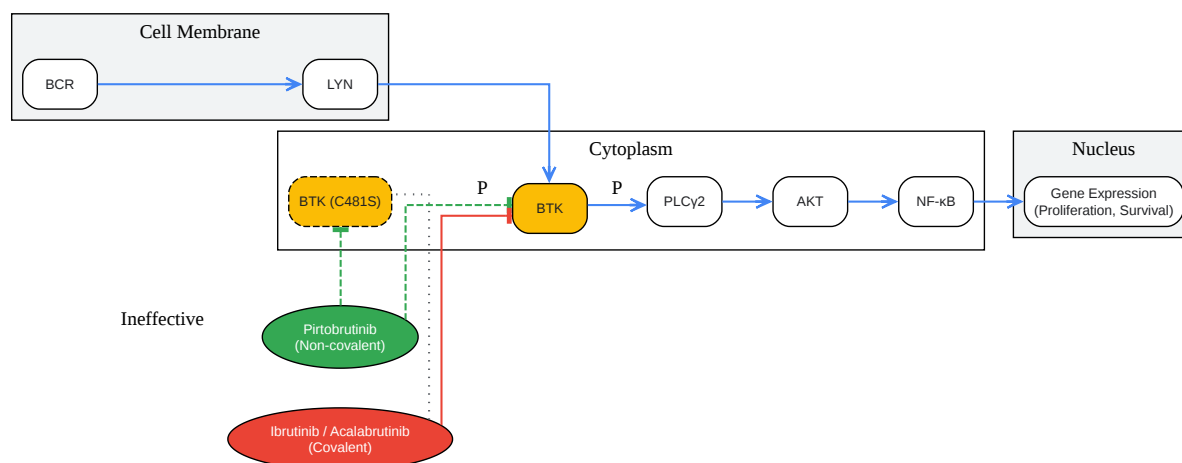 Cell Membrane
BCR
LYN
Cytoplasm
Nucleus
BTK (C481S)
P
BTK
P
PLCγ2
AKT
NF-κB
Gene Expression
(Proliferation, Survival)
Ineffective
Pirtobrutinib
(Non-covalent)
Ibrutinib / Acalabrutinib
(Covalent)